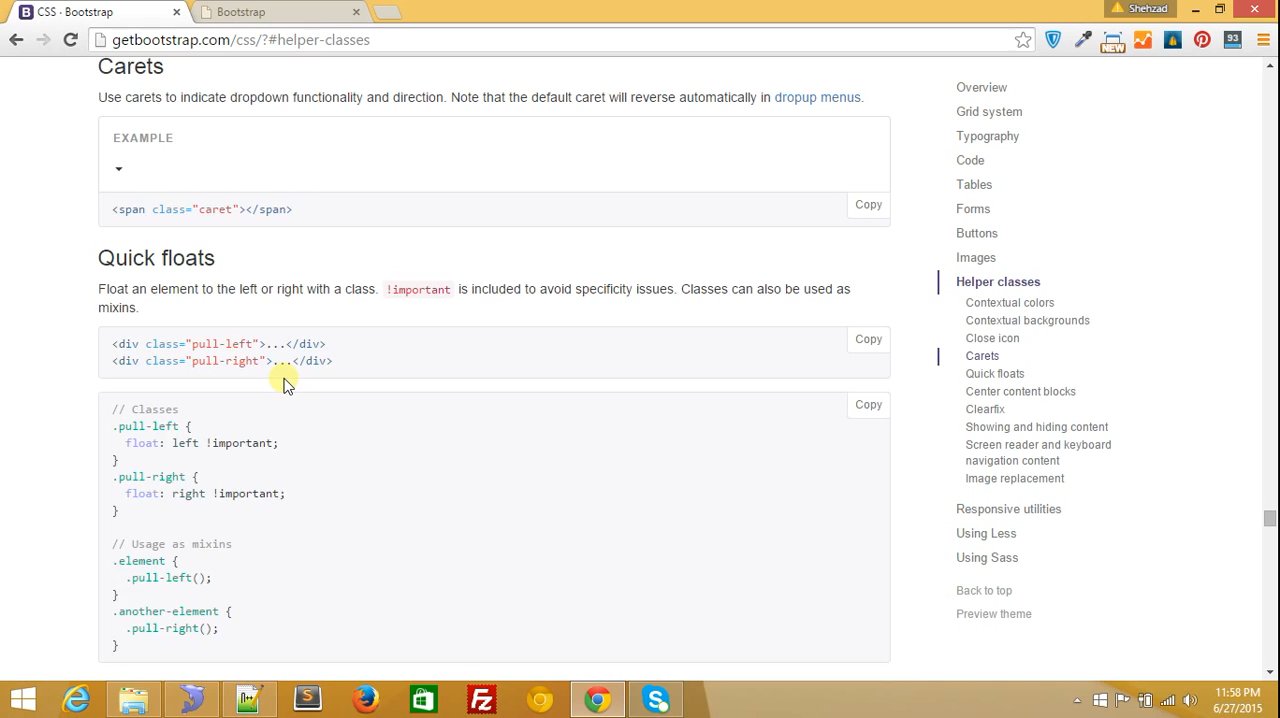 CSS · Bootstrap
Bootstrap
Shehzad
getbootstrap.com/css/?#helper-classes
NEW
93
Carets
Use carets to indicate dropdown functionality and direction. Note that the default caret will reverse automatically in dropup menus.
EXAMPLE
<span class="caret"></span>
Copy
Quick floats
Float an element to the left or right with a class. !important is included to avoid specificity issues. Classes can also be used as
mixins.
<div class="pull-left">...</div>
<div class="pull-right">...</div>
Copy
// Classes
.pull-left {
  float: left !important;
}
.pull-right {
  float: right !important;
}
// Usage as mixins
.element {
  .pull-left();
}
.another-element {
  .pull-right();
}
Copy
Overview
Grid system
Typography
Code
Tables
Forms
Buttons
Images
Helper classes
Contextual colors
Contextual backgrounds
Close icon
Carets
Quick floats
Center content blocks
Clearfix
Showing and hiding content
Screen reader and keyboard
navigation content
Image replacement
Responsive utilities
Using Less
Using Sass
Back to top
Preview theme
11:58 PM
6/27/2015